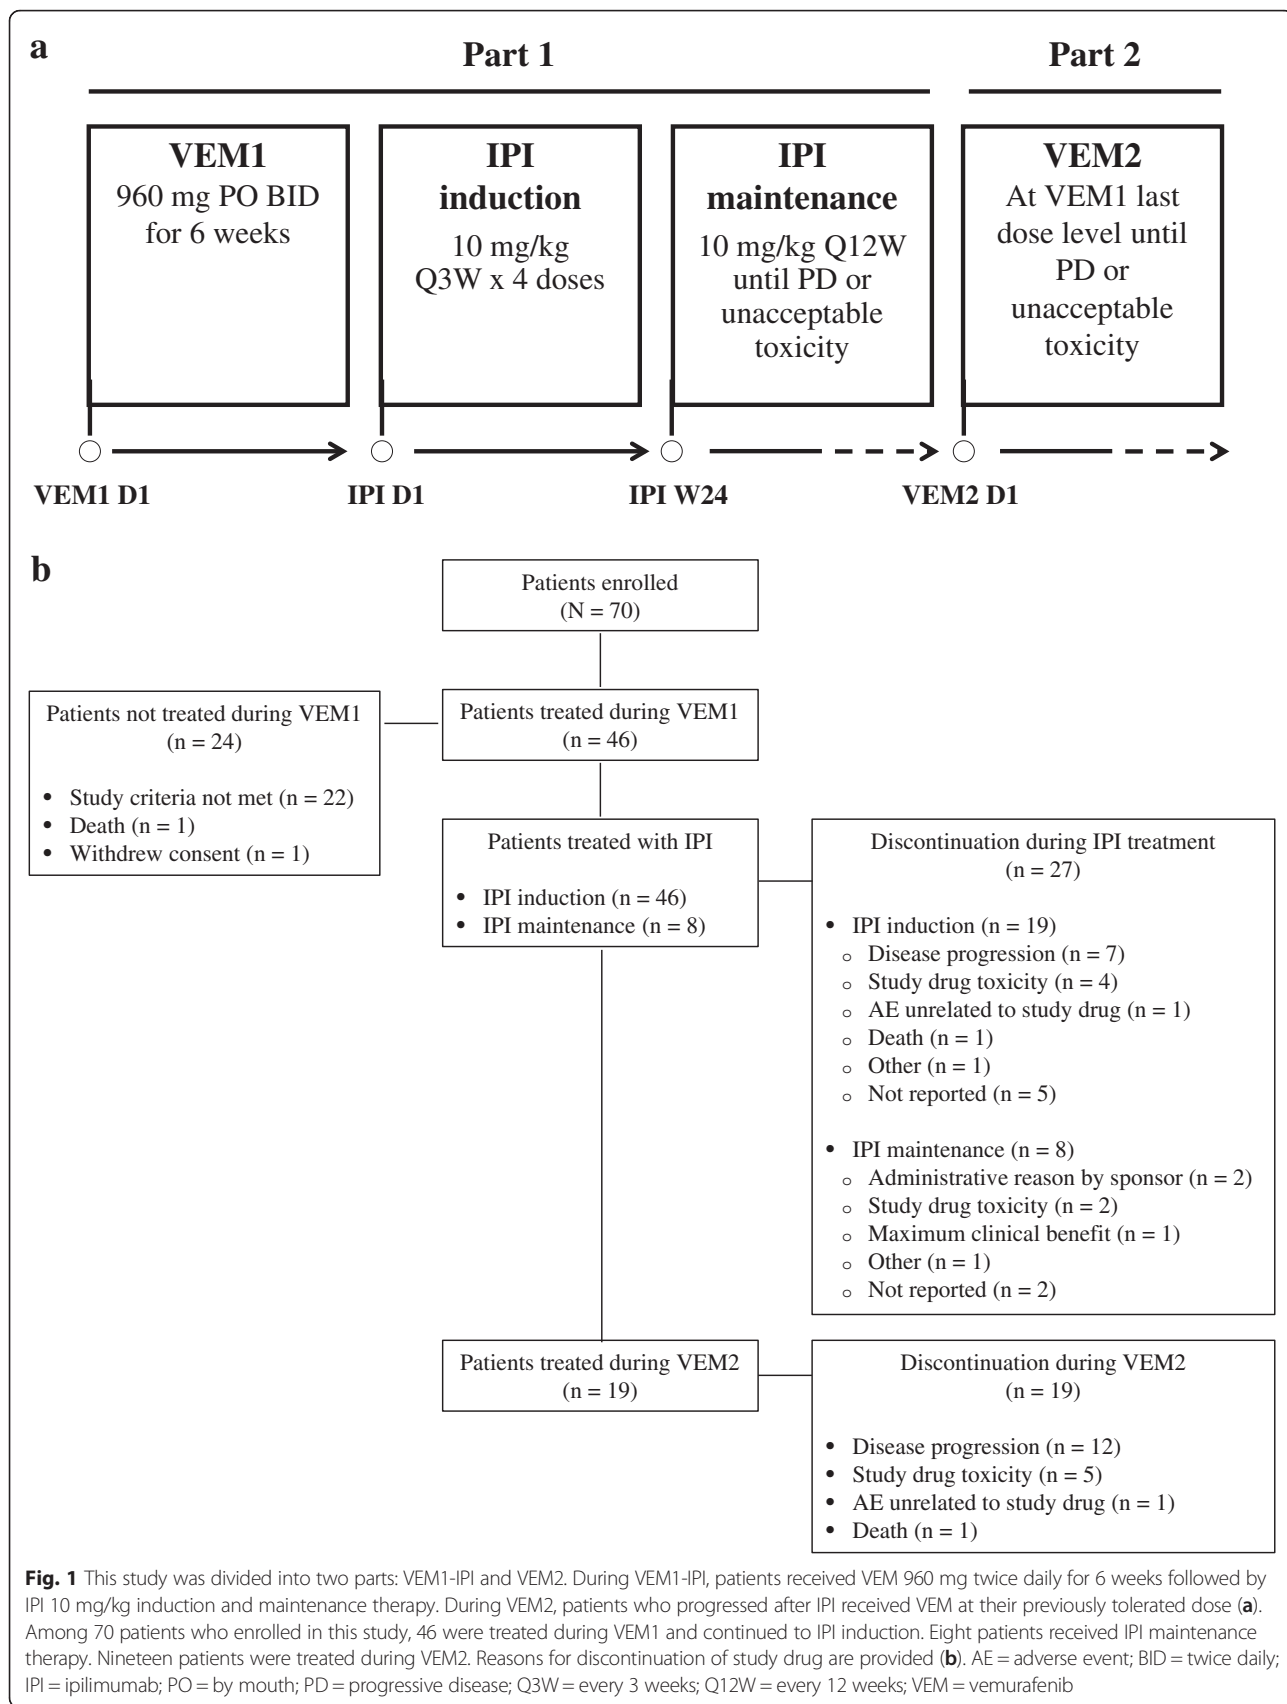 a
Part 1
Part 2
VEM1
960 mg PO BID
for 6 weeks
IPI
induction
10 mg/kg
Q3W x 4 doses
IPI
maintenance
10 mg/kg Q12W
until PD or
unacceptable
toxicity
VEM2
At VEM1 last
dose level until
PD or
unacceptable
toxicity
VEM1 D1
IPI D1
IPI W24
VEM2 D1
b
Patients enrolled
(N = 70)
Patients not treated during VEM1
(n = 24)
• Study criteria not met (n = 22)
• Death (n = 1)
• Withdrew consent (n = 1)
Patients treated during VEM1
(n = 46)
Patients treated with IPI
• IPI induction (n = 46)
• IPI maintenance (n = 8)
Discontinuation during IPI treatment
(n = 27)
• IPI induction (n = 19)
o Disease progression (n = 7)
o Study drug toxicity (n = 4)
o AE unrelated to study drug (n = 1)
o Death (n = 1)
o Other (n = 1)
o Not reported (n = 5)
• IPI maintenance (n = 8)
o Administrative reason by sponsor (n = 2)
o Study drug toxicity (n = 2)
o Maximum clinical benefit (n = 1)
o Other (n = 1)
o Not reported (n = 2)
Patients treated during VEM2
(n = 19)
Discontinuation during VEM2
(n = 19)
• Disease progression (n = 12)
• Study drug toxicity (n = 5)
• AE unrelated to study drug (n = 1)
• Death (n = 1)
Fig. 1 This study was divided into two parts: VEM1-IPI and VEM2. During VEM1-IPI, patients received VEM 960 mg twice daily for 6 weeks followed by
IPI 10 mg/kg induction and maintenance therapy. During VEM2, patients who progressed after IPI received VEM at their previously tolerated dose (a).
Among 70 patients who enrolled in this study, 46 were treated during VEM1 and continued to IPI induction. Eight patients received IPI maintenance
therapy. Nineteen patients were treated during VEM2. Reasons for discontinuation of study drug are provided (b). AE = adverse event; BID = twice daily;
IPI = ipilimumab; PO = by mouth; PD = progressive disease; Q3W = every 3 weeks; Q12W = every 12 weeks; VEM = vemurafenib